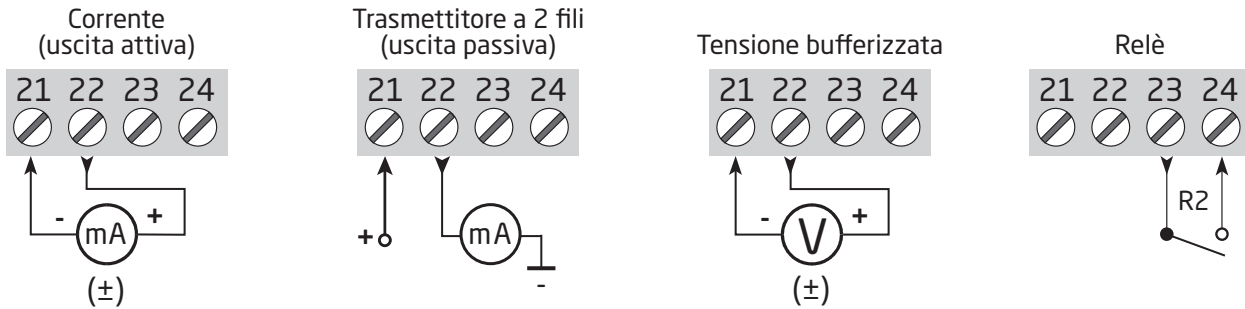 Corrente
(uscita attiva)
21 22 23 24
- mA +
(±)
Trasmettitore a 2 fili
(uscita passiva)
21 22 23 24
+ mA
-
Tensione bufferizzata
21 22 23 24
- V +
(±)
Relè
21 22 23 24
R2